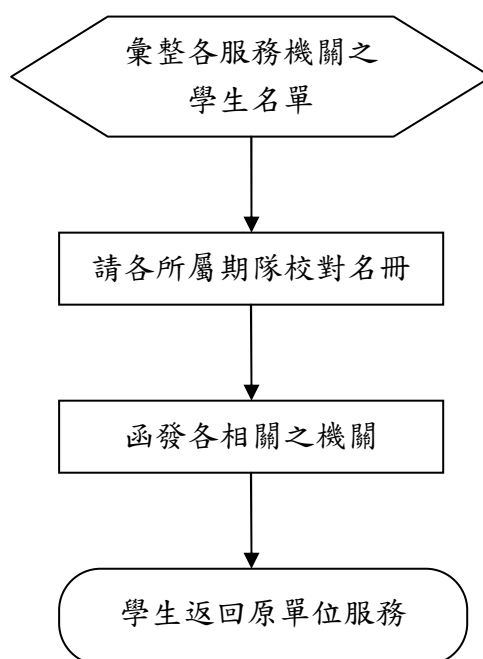 彙整各服務機關之
學生名單
請各所屬期隊校對名冊
函發各相關之機關
學生返回原單位服務